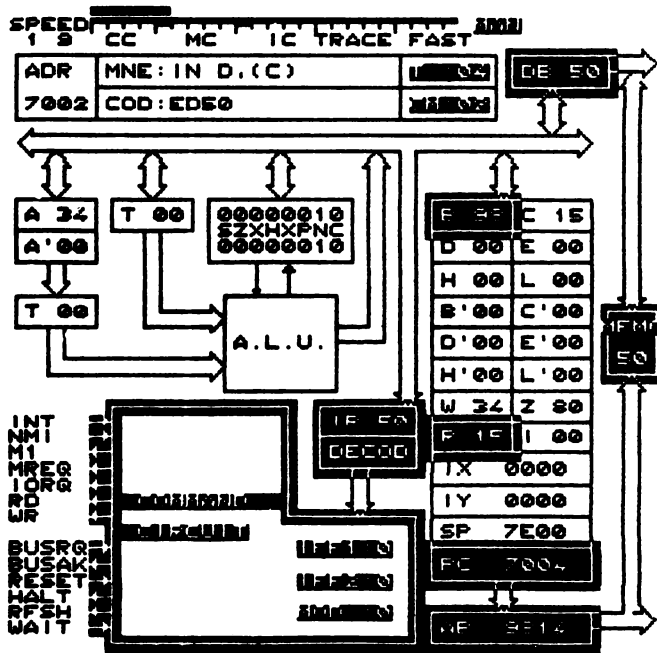 SPEED
1 9 CC MC IC TRACE FAST
ADR MNE:IN D,(C)
7002 COD:ED50
DB 50
A 34
A'00
T 00
00000010
SZXHXPNC
00000010
C 15
D 00 E 00
H 00 L 00
B'00 C'00
D'00 E'00
H'00 L'00
W 34 Z 80
R 15 I 00
IX 0000
IY 0000
SP 7E00
PC 7004
T 00
A.L.U.
50
IR 50
DECOD
INT
NMI
M1
MREQ
IORQ
RD
WR
BUSRQ
BUSAK
RESET
HALT
RFSH
WAIT